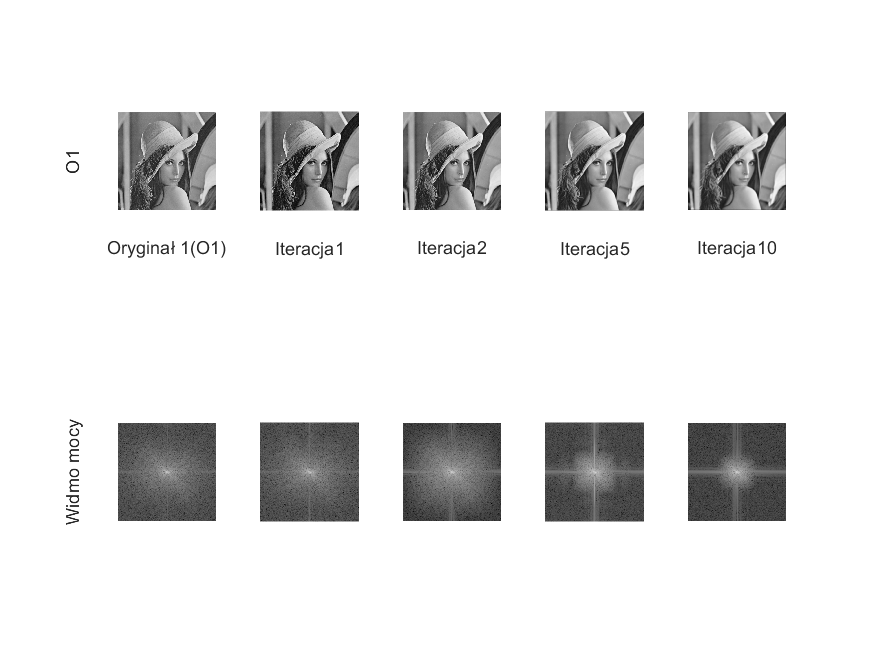 O1
Oryginał 1(O1)
Iteracja1
Iteracja2
Iteracja5
Iteracja10
Widmo mocy